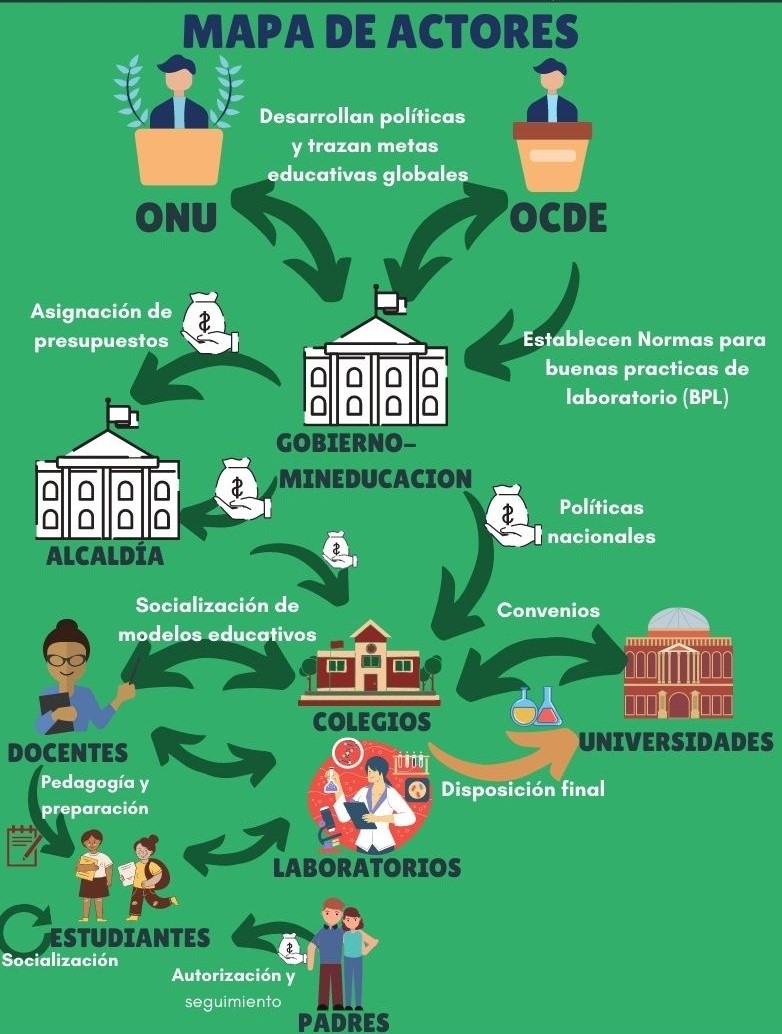 MAPA DE ACTORES
Desarrollan políticas
y trazan metas
educativas globales
ONU
OCDE
Asignación de
presupuestos
Establecen Normas para
buenas practicas de
laboratorio (BPL)
GOBIERNO-
MINEDUCACION
ALCALDÍA
Políticas
nacionales
Socialización de
modelos educativos
Convenios
COLEGIOS
UNIVERSIDADES
DOCENTES
Pedagogía y
preparación
Disposición final
LABORATORIOS
ESTUDIANTES
Socialización
Autorización y
seguimiento
PADRES